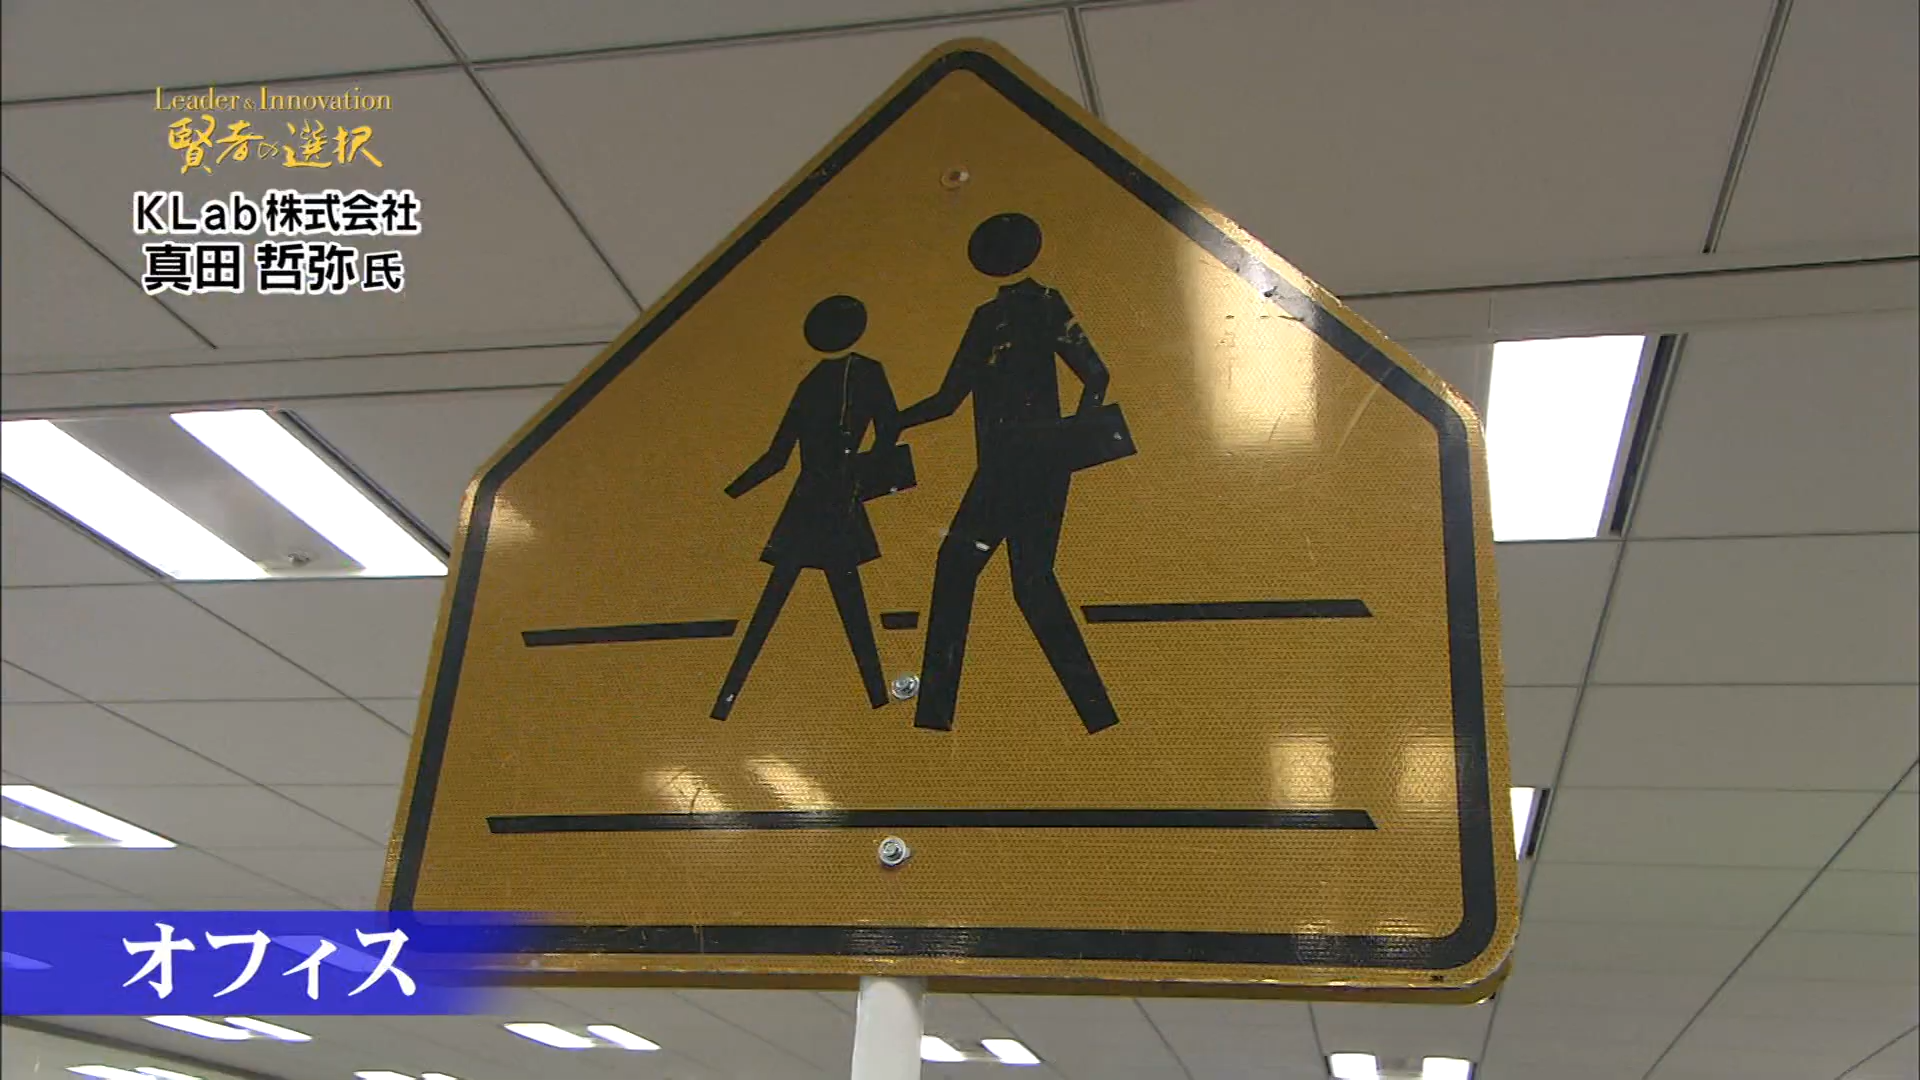 Leader & Innovation
賢者の選択
KLab株式会社
真田 哲弥氏
オフィス